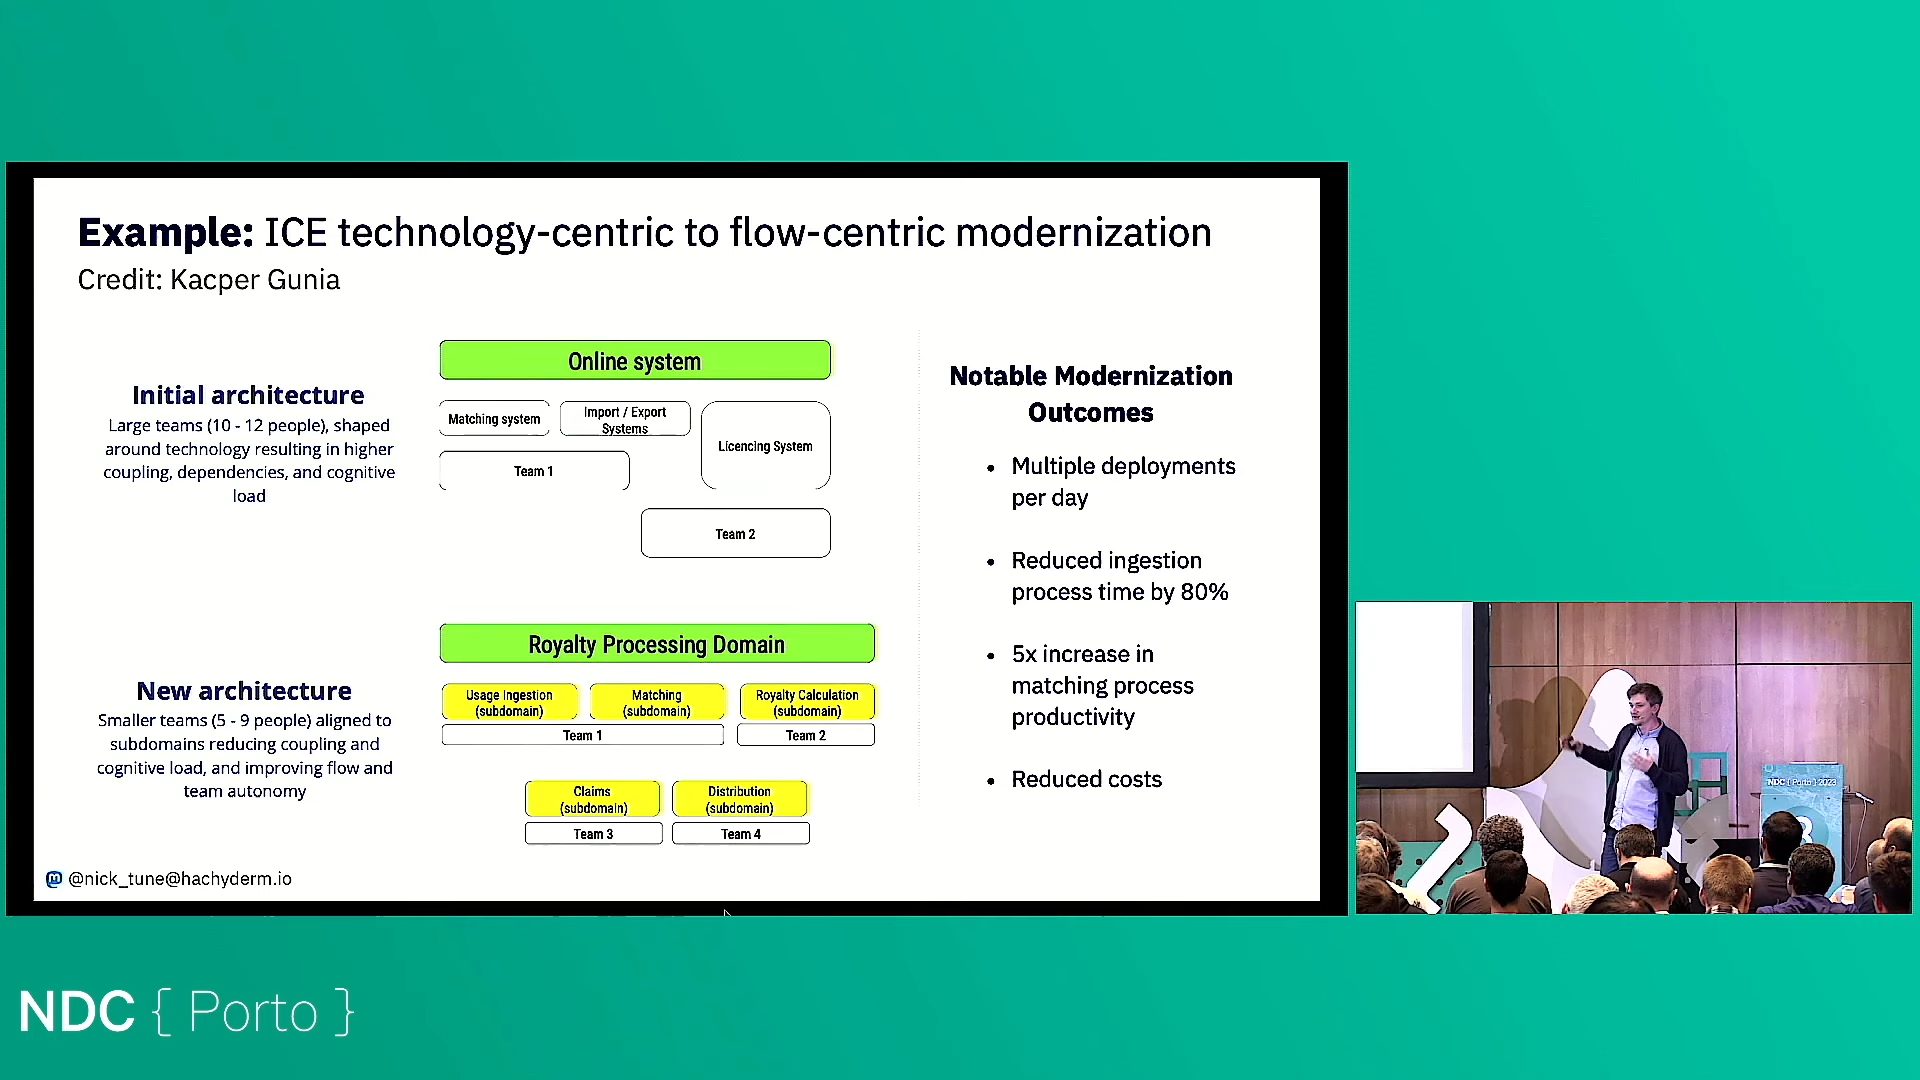 Example: ICE technology-centric to flow-centric modernization
Credit: Kacper Gunia
Initial architecture
Large teams (10 - 12 people), shaped
around technology resulting in higher
coupling, dependencies, and cognitive
load
Online system
Matching system
Import / Export
Systems
Licencing System
Team 1
Team 2
New architecture
Smaller teams (5 - 9 people) aligned to
subdomains reducing coupling and
cognitive load, and improving flow and
team autonomy
Royalty Processing Domain
Usage Ingestion
(subdomain)
Matching
(subdomain)
Royalty Calculation
(subdomain)
Team 1
Team 2
Claims
(subdomain)
Distribution
(subdomain)
Team 3
Team 4
Notable Modernization
Outcomes
• Multiple deployments
per day
• Reduced ingestion
process time by 80%
• 5x increase in
matching process
productivity
• Reduced costs
@nick_tune@hachyderm.io
NDC { Porto } 2023
NDC { Porto }